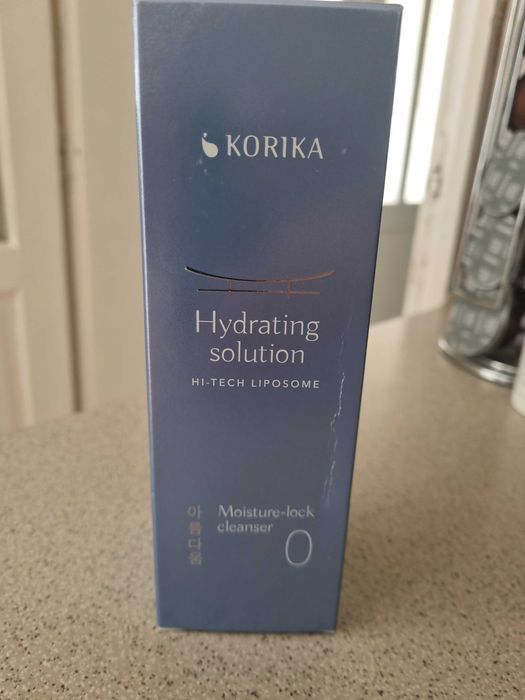 KORIKA
Hydrating
solution
HI-TECH LIPOSOME
아름다움
Moisture-lock
cleanser
0